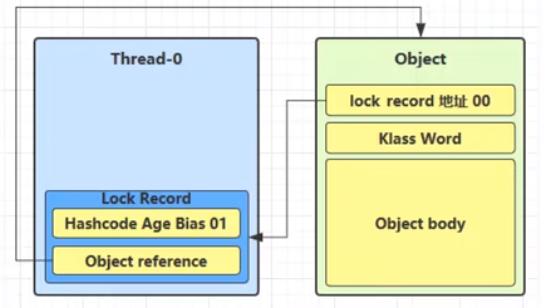 Thread-0
Lock Record
Hashcode Age Bias 01
Object reference
Object
lock record 地址 00
Klass Word
Object body